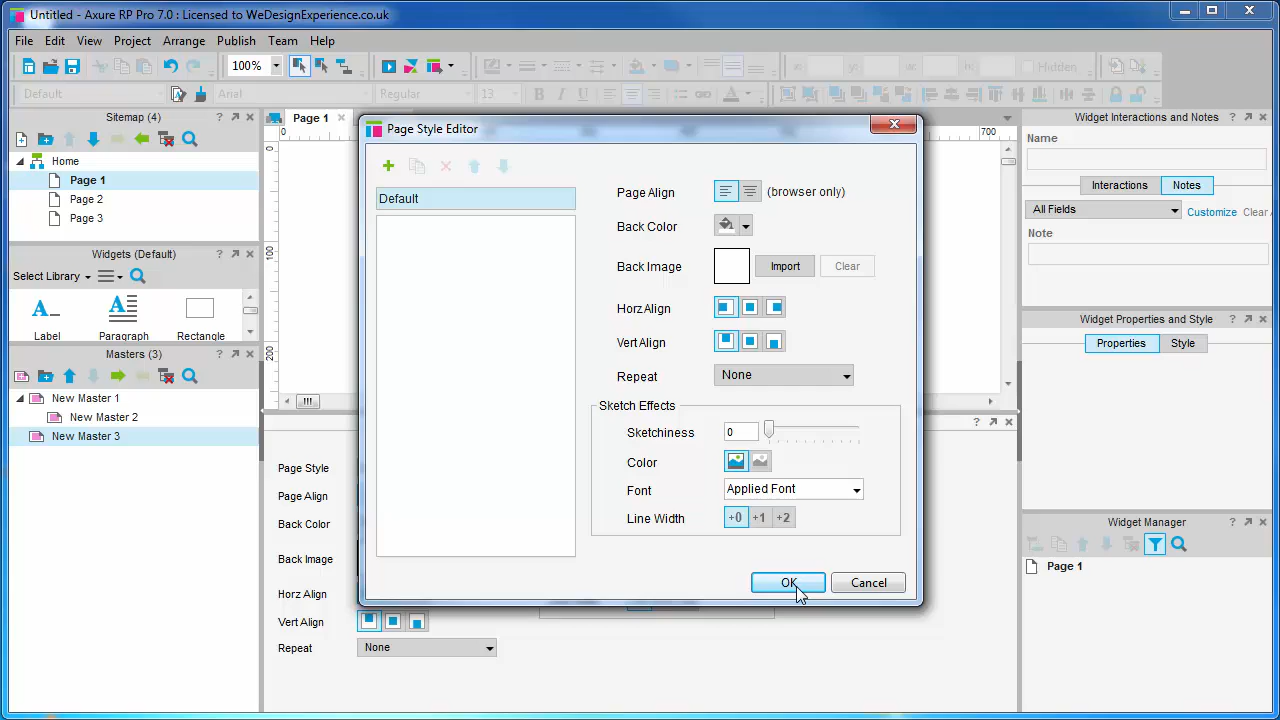 Untitled - Axure RP Pro 7.0 : Licensed to WeDesignExperience.co.uk
File Edit View Project Arrange Publish Team Help
100% Hidden
Default Arial Regular 13
Sitemap (4)
Home
Page 1
Page 2
Page 3
Widgets (Default)
Select Library
Label Paragraph Rectangle
Masters (3)
New Master 1
New Master 2
New Master 3
Page 1
0 700
0
100
200
Page Style
Page Align
Back Color
Back Image
Horz Align
Vert Align
Repeat None
Page Style Editor
Default
Page Align (browser only)
Back Color
Back Image Import Clear
Horz Align
Vert Align
Repeat None
Sketch Effects
Sketchiness 0
Color
Font Applied Font
Line Width +0 +1 +2
OK Cancel
Widget Interactions and Notes
Name
Interactions Notes
All Fields Customize Clear
Note
Widget Properties and Style
Properties Style
Widget Manager
Page 1